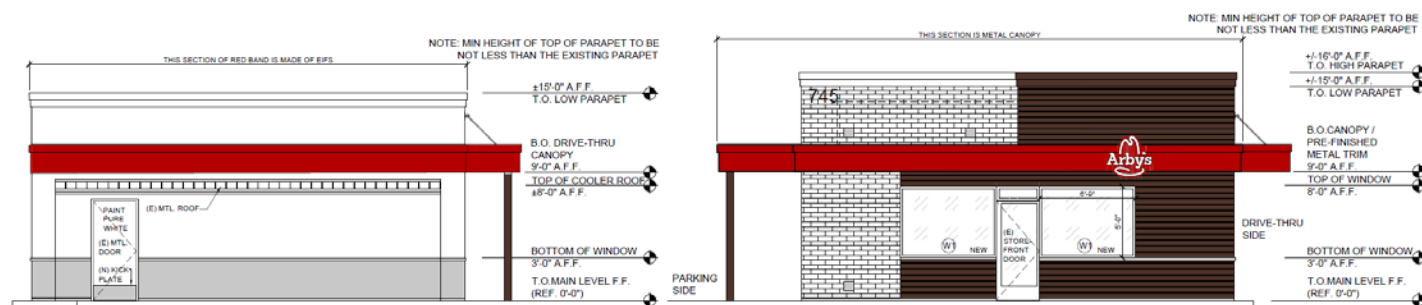 NOTE: MIN HEIGHT OF TOP OF PARAPET TO BE
NOT LESS THAN THE EXISTING PARAPET
THIS SECTION OF RED BAND IS MADE OF EIFS
±15'-0" A.F.F.
T.O. LOW PARAPET
B.O. DRIVE-THRU
CANOPY
9'-0" A.F.F.
TOP OF COOLER ROOF
±8'-0" A.F.F.
(E) MTL. ROOF
PAINT
PURE
WHITE
(E) MTL.
DOOR
(N) KICK
PLATE
BOTTOM OF WINDOW
3'-0" A.F.F.
T.O.MAIN LEVEL F.F.
(REF. 0'-0")
NOTE: MIN HEIGHT OF TOP OF PARAPET TO BE
NOT LESS THAN THE EXISTING PARAPET
THIS SECTION IS METAL CANOPY
+/-16'-0" A.F.F.
T.O. HIGH PARAPET
+/-15'-0" A.F.F.
T.O. LOW PARAPET
745
B.O.CANOPY /
PRE-FINISHED
METAL TRIM
9'-0" A.F.F.
Arby's
TOP OF WINDOW
8'-0" A.F.F.
6'-9"
5'-0"
W1
NEW
(E)
STORE-
FRONT
DOOR
W1
NEW
DRIVE-THRU
SIDE
PARKING
SIDE
BOTTOM OF WINDOW
3'-0" A.F.F.
T.O.MAIN LEVEL F.F.
(REF. 0'-0")